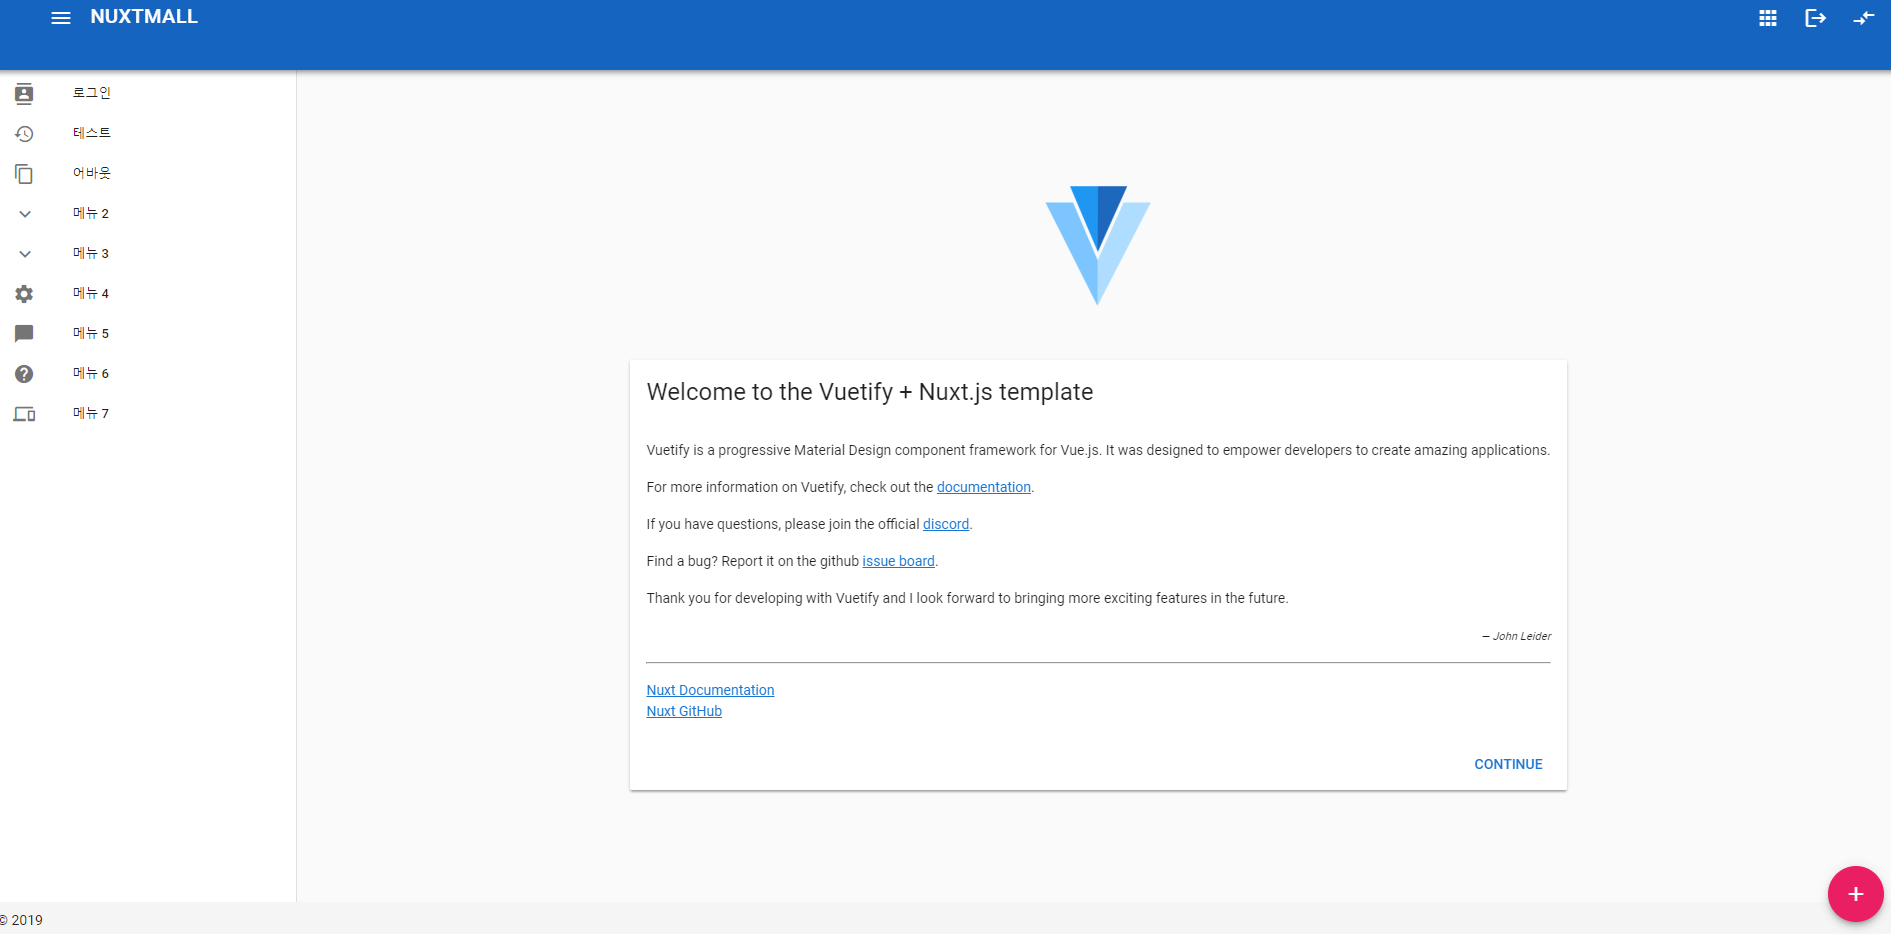 NUXTMALL
로그인
테스트
어바웃
메뉴 2
메뉴 3
메뉴 4
메뉴 5
메뉴 6
메뉴 7
Welcome to the Vuetify + Nuxt.js template
Vuetify is a progressive Material Design component framework for Vue.js. It was designed to empower developers to create amazing applications.
For more information on Vuetify, check out the documentation.
If you have questions, please join the official discord.
Find a bug? Report it on the github issue board.
Thank you for developing with Vuetify and I look forward to bringing more exciting features in the future.
— John Leider
Nuxt Documentation
Nuxt GitHub
CONTINUE
© 2019